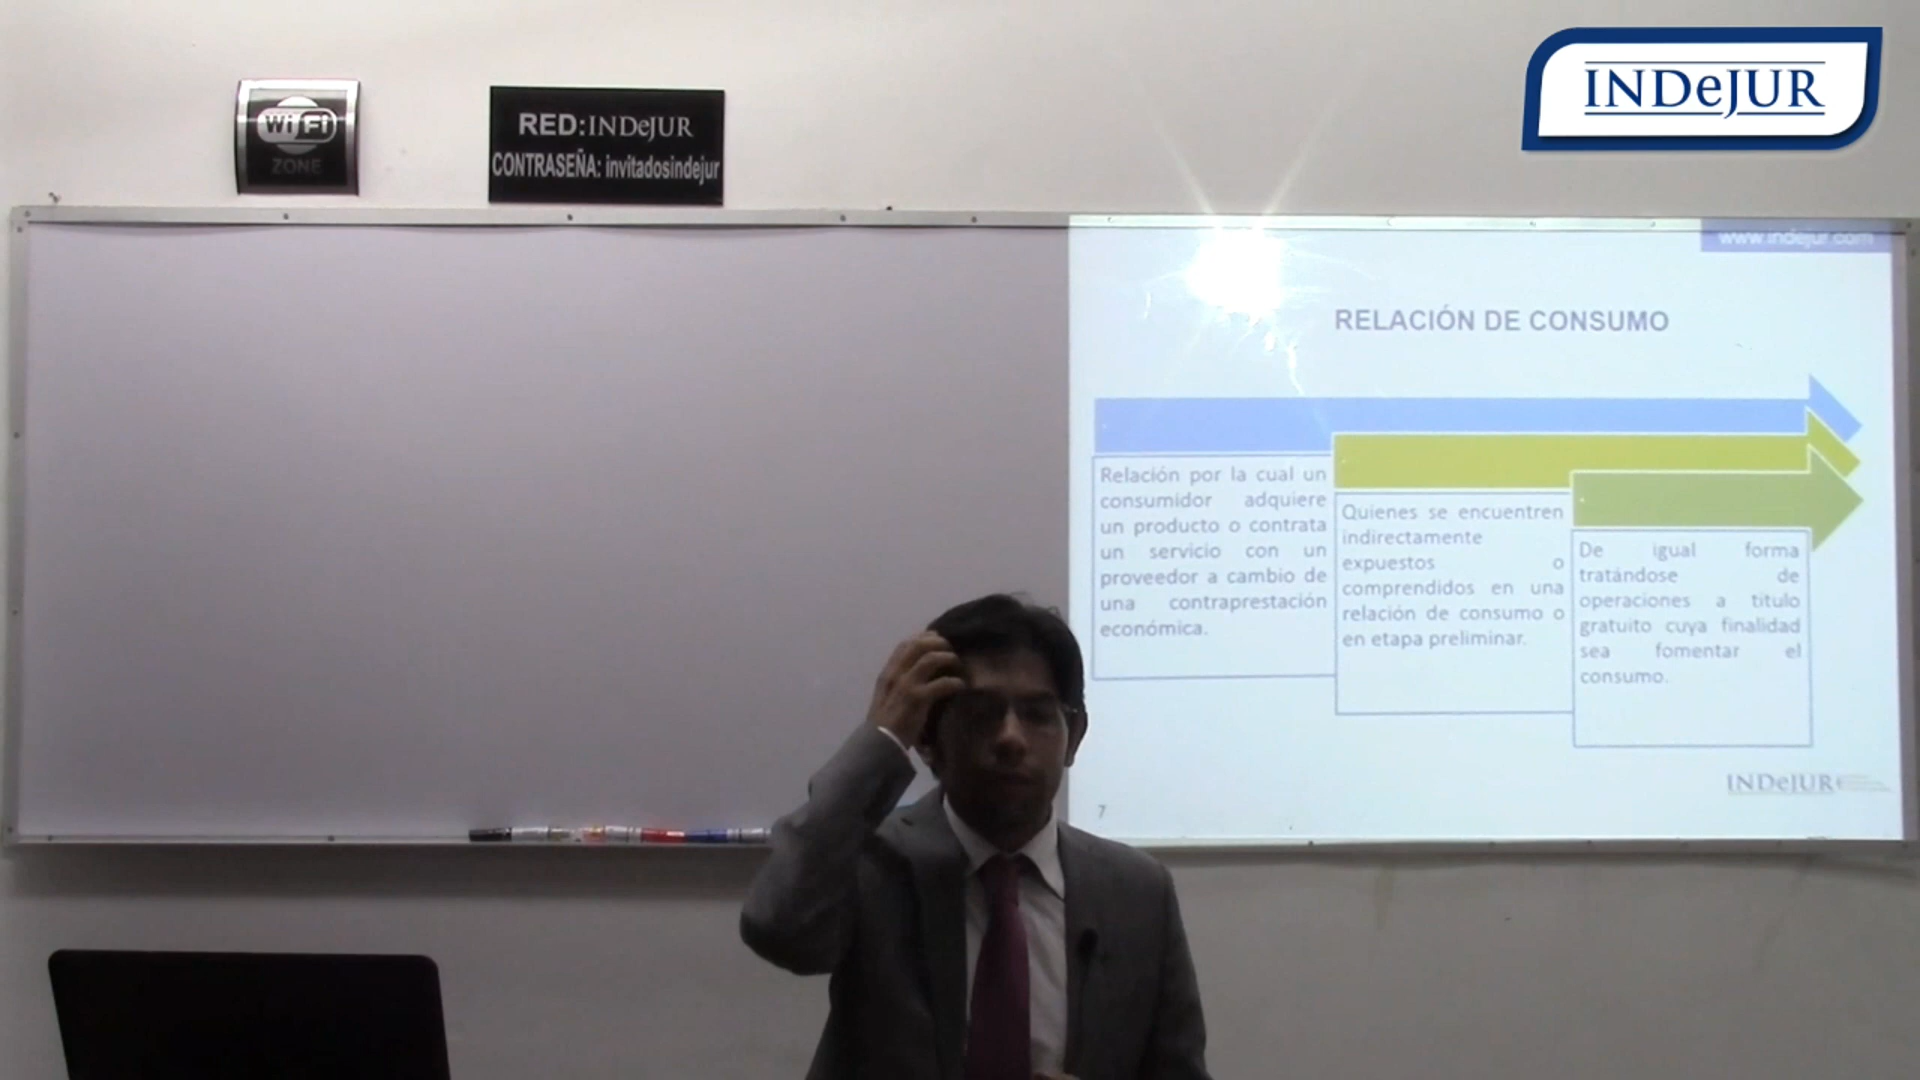 INDeJUR
WiFi
ZONE
RED:INDeJUR
CONTRASEÑA: invitadosindejur
www.indejur.com
RELACIÓN DE CONSUMO
Relación por la cual un
consumidor adquiere
un producto o contrata
un servicio con un
proveedor a cambio de
una contraprestación
económica.
Quienes se encuentren
indirectamente
expuestos o
comprendidos en una
relación de consumo o
en etapa preliminar.
De igual forma
tratándose de
operaciones a titulo
gratuito cuya finalidad
sea fomentar el
consumo.
INDeJUR
7